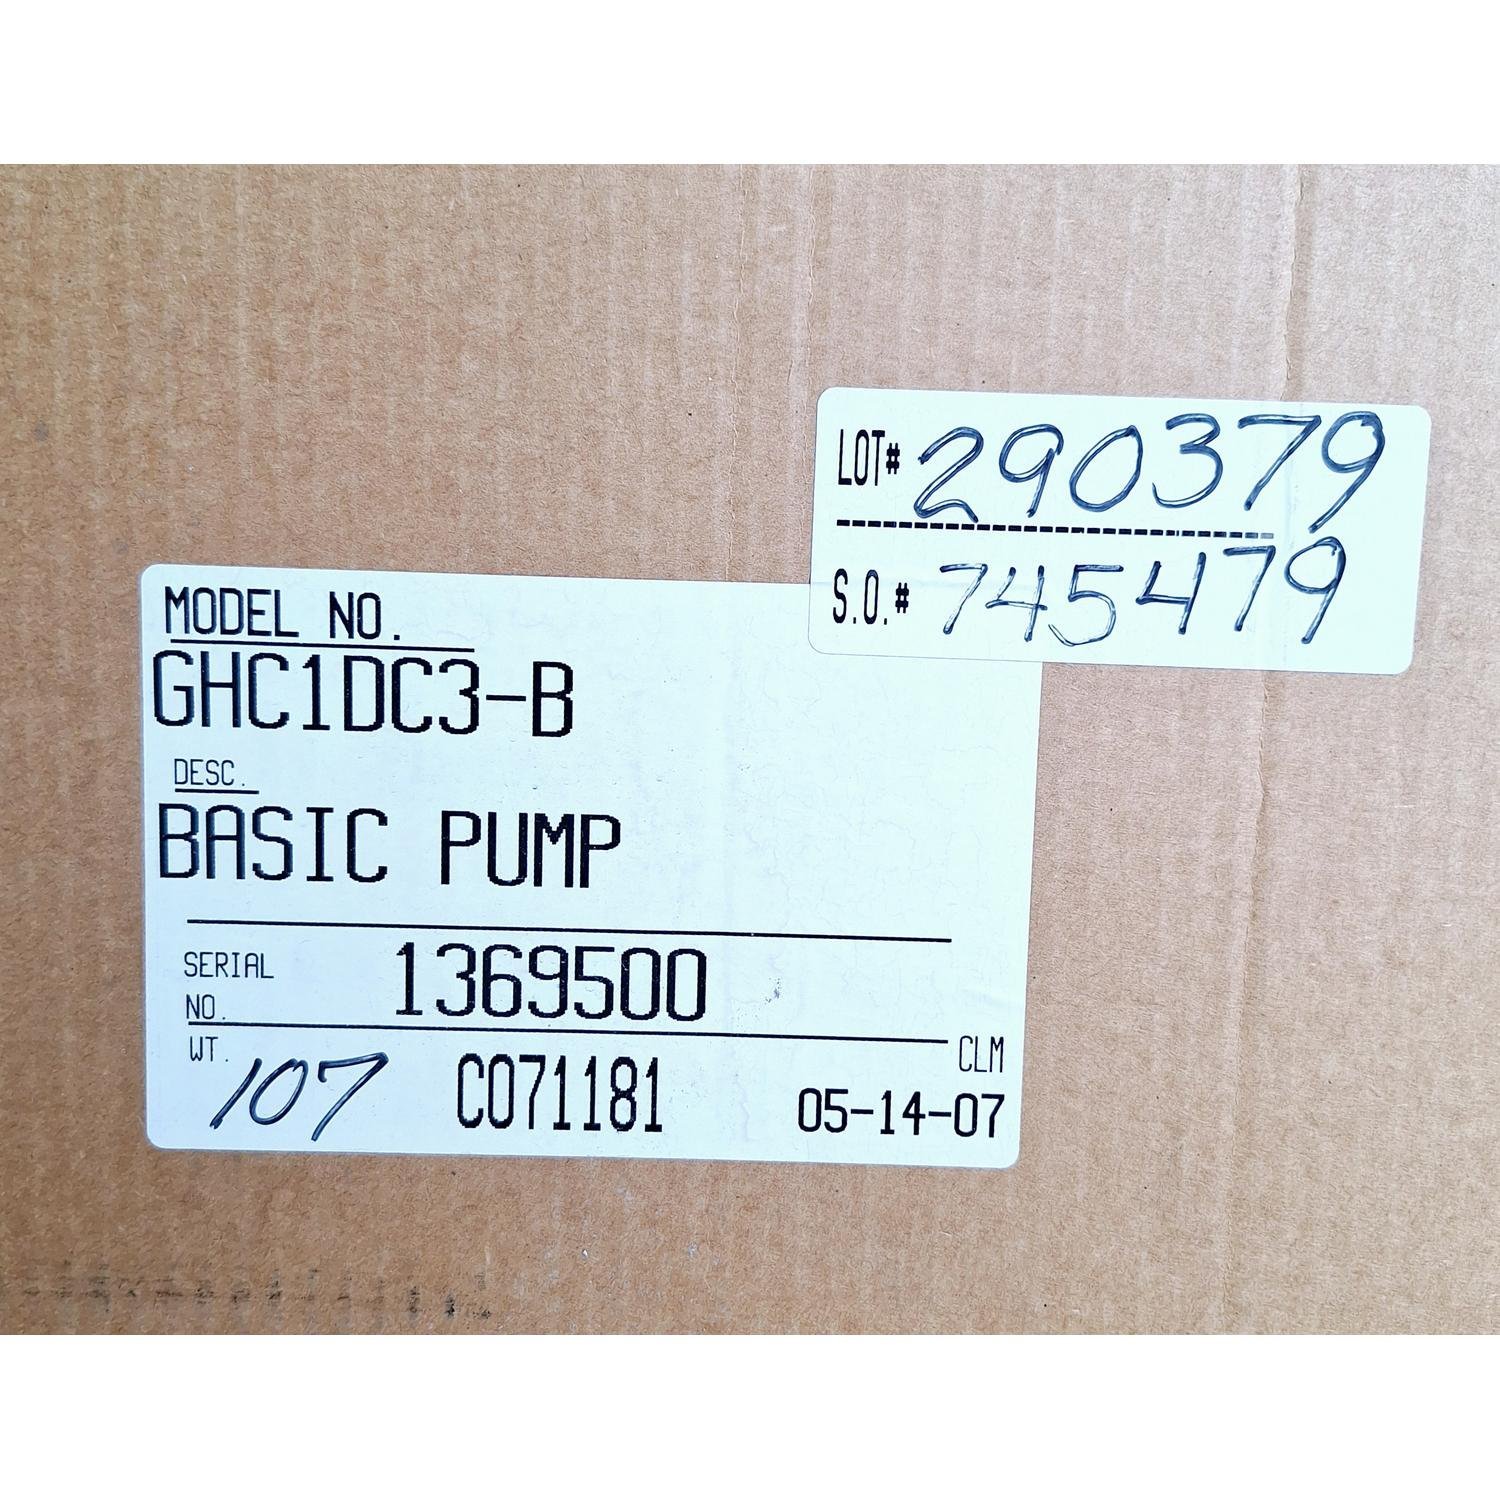 LOT# 290379
S.O.# 745479
MODEL NO.
GHC1DC3-B
DESC.
BASIC PUMP
SERIAL
NO. 1369500
WT. 107 C071181 CLM
05-14-07